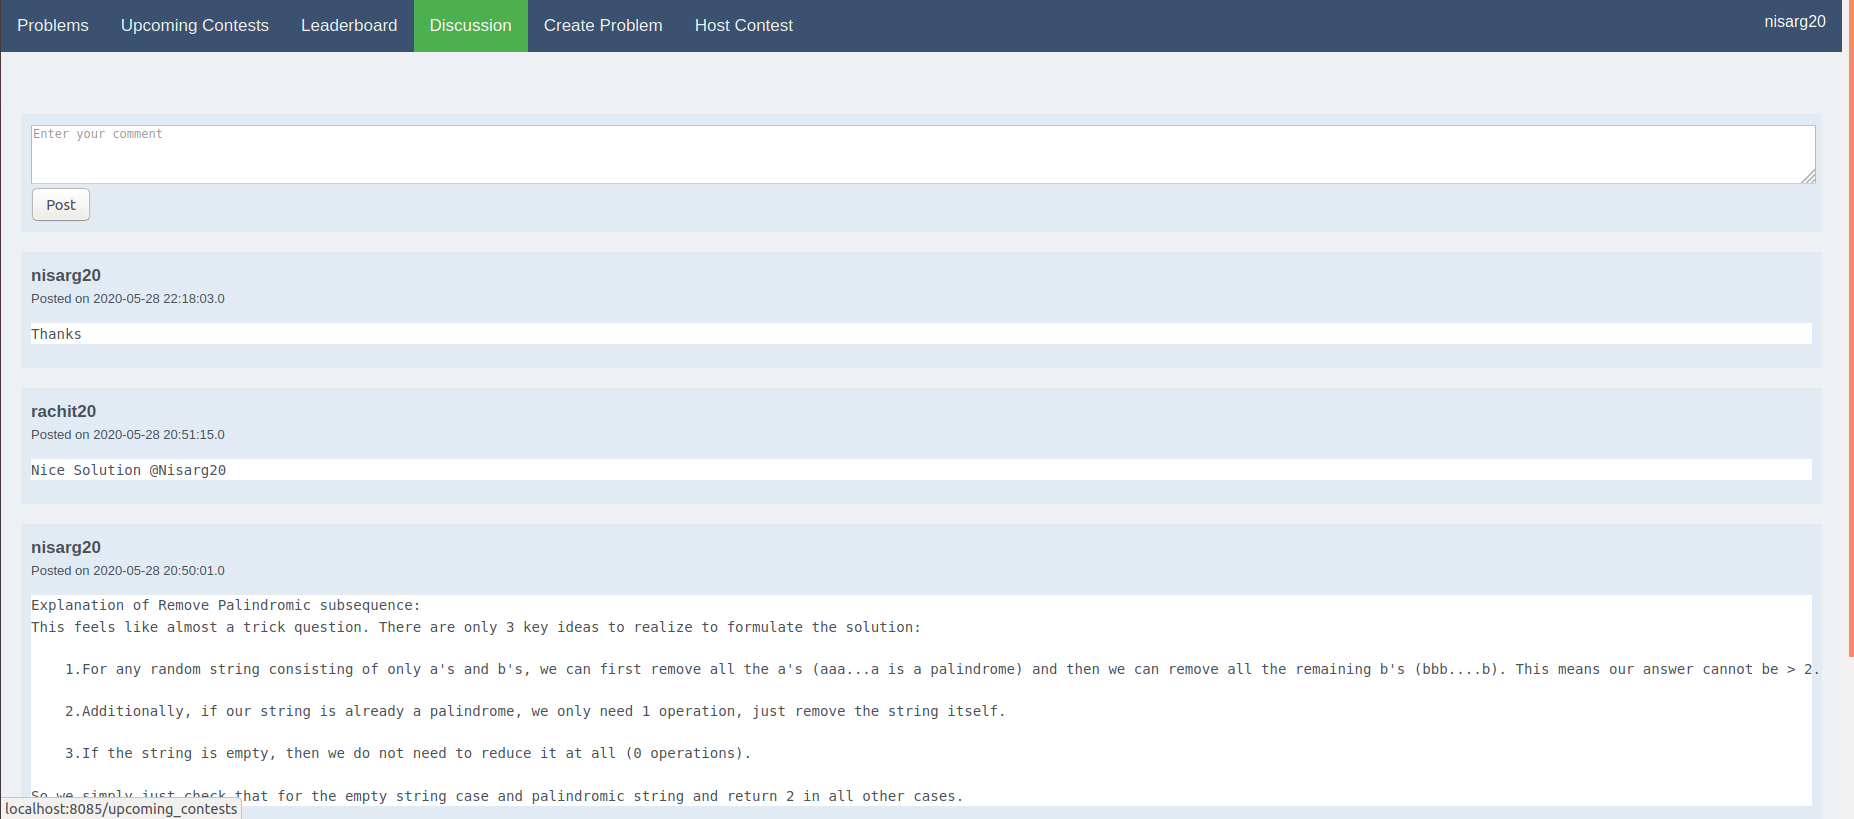 Problems Upcoming Contests Leaderboard Discussion Create Problem Host Contest nisarg20
Enter your comment
Post
nisarg20
Posted on 2020-05-28 22:18:03.0
Thanks
rachit20
Posted on 2020-05-28 20:51:15.0
Nice Solution @Nisarg20
nisarg20
Posted on 2020-05-28 20:50:01.0
Explanation of Remove Palindromic subsequence:
This feels like almost a trick question. There are only 3 key ideas to realize to formulate the solution:
1.For any random string consisting of only a's and b's, we can first remove all the a's (aaa...a is a palindrome) and then we can remove all the remaining b's (bbb....b). This means our answer cannot be > 2.
2.Additionally, if our string is already a palindrome, we only need 1 operation, just remove the string itself.
3.If the string is empty, then we do not need to reduce it at all (0 operations).
So we simply just check that for the empty string case and palindromic string and return 2 in all other cases.
localhost:8085/upcoming_contests